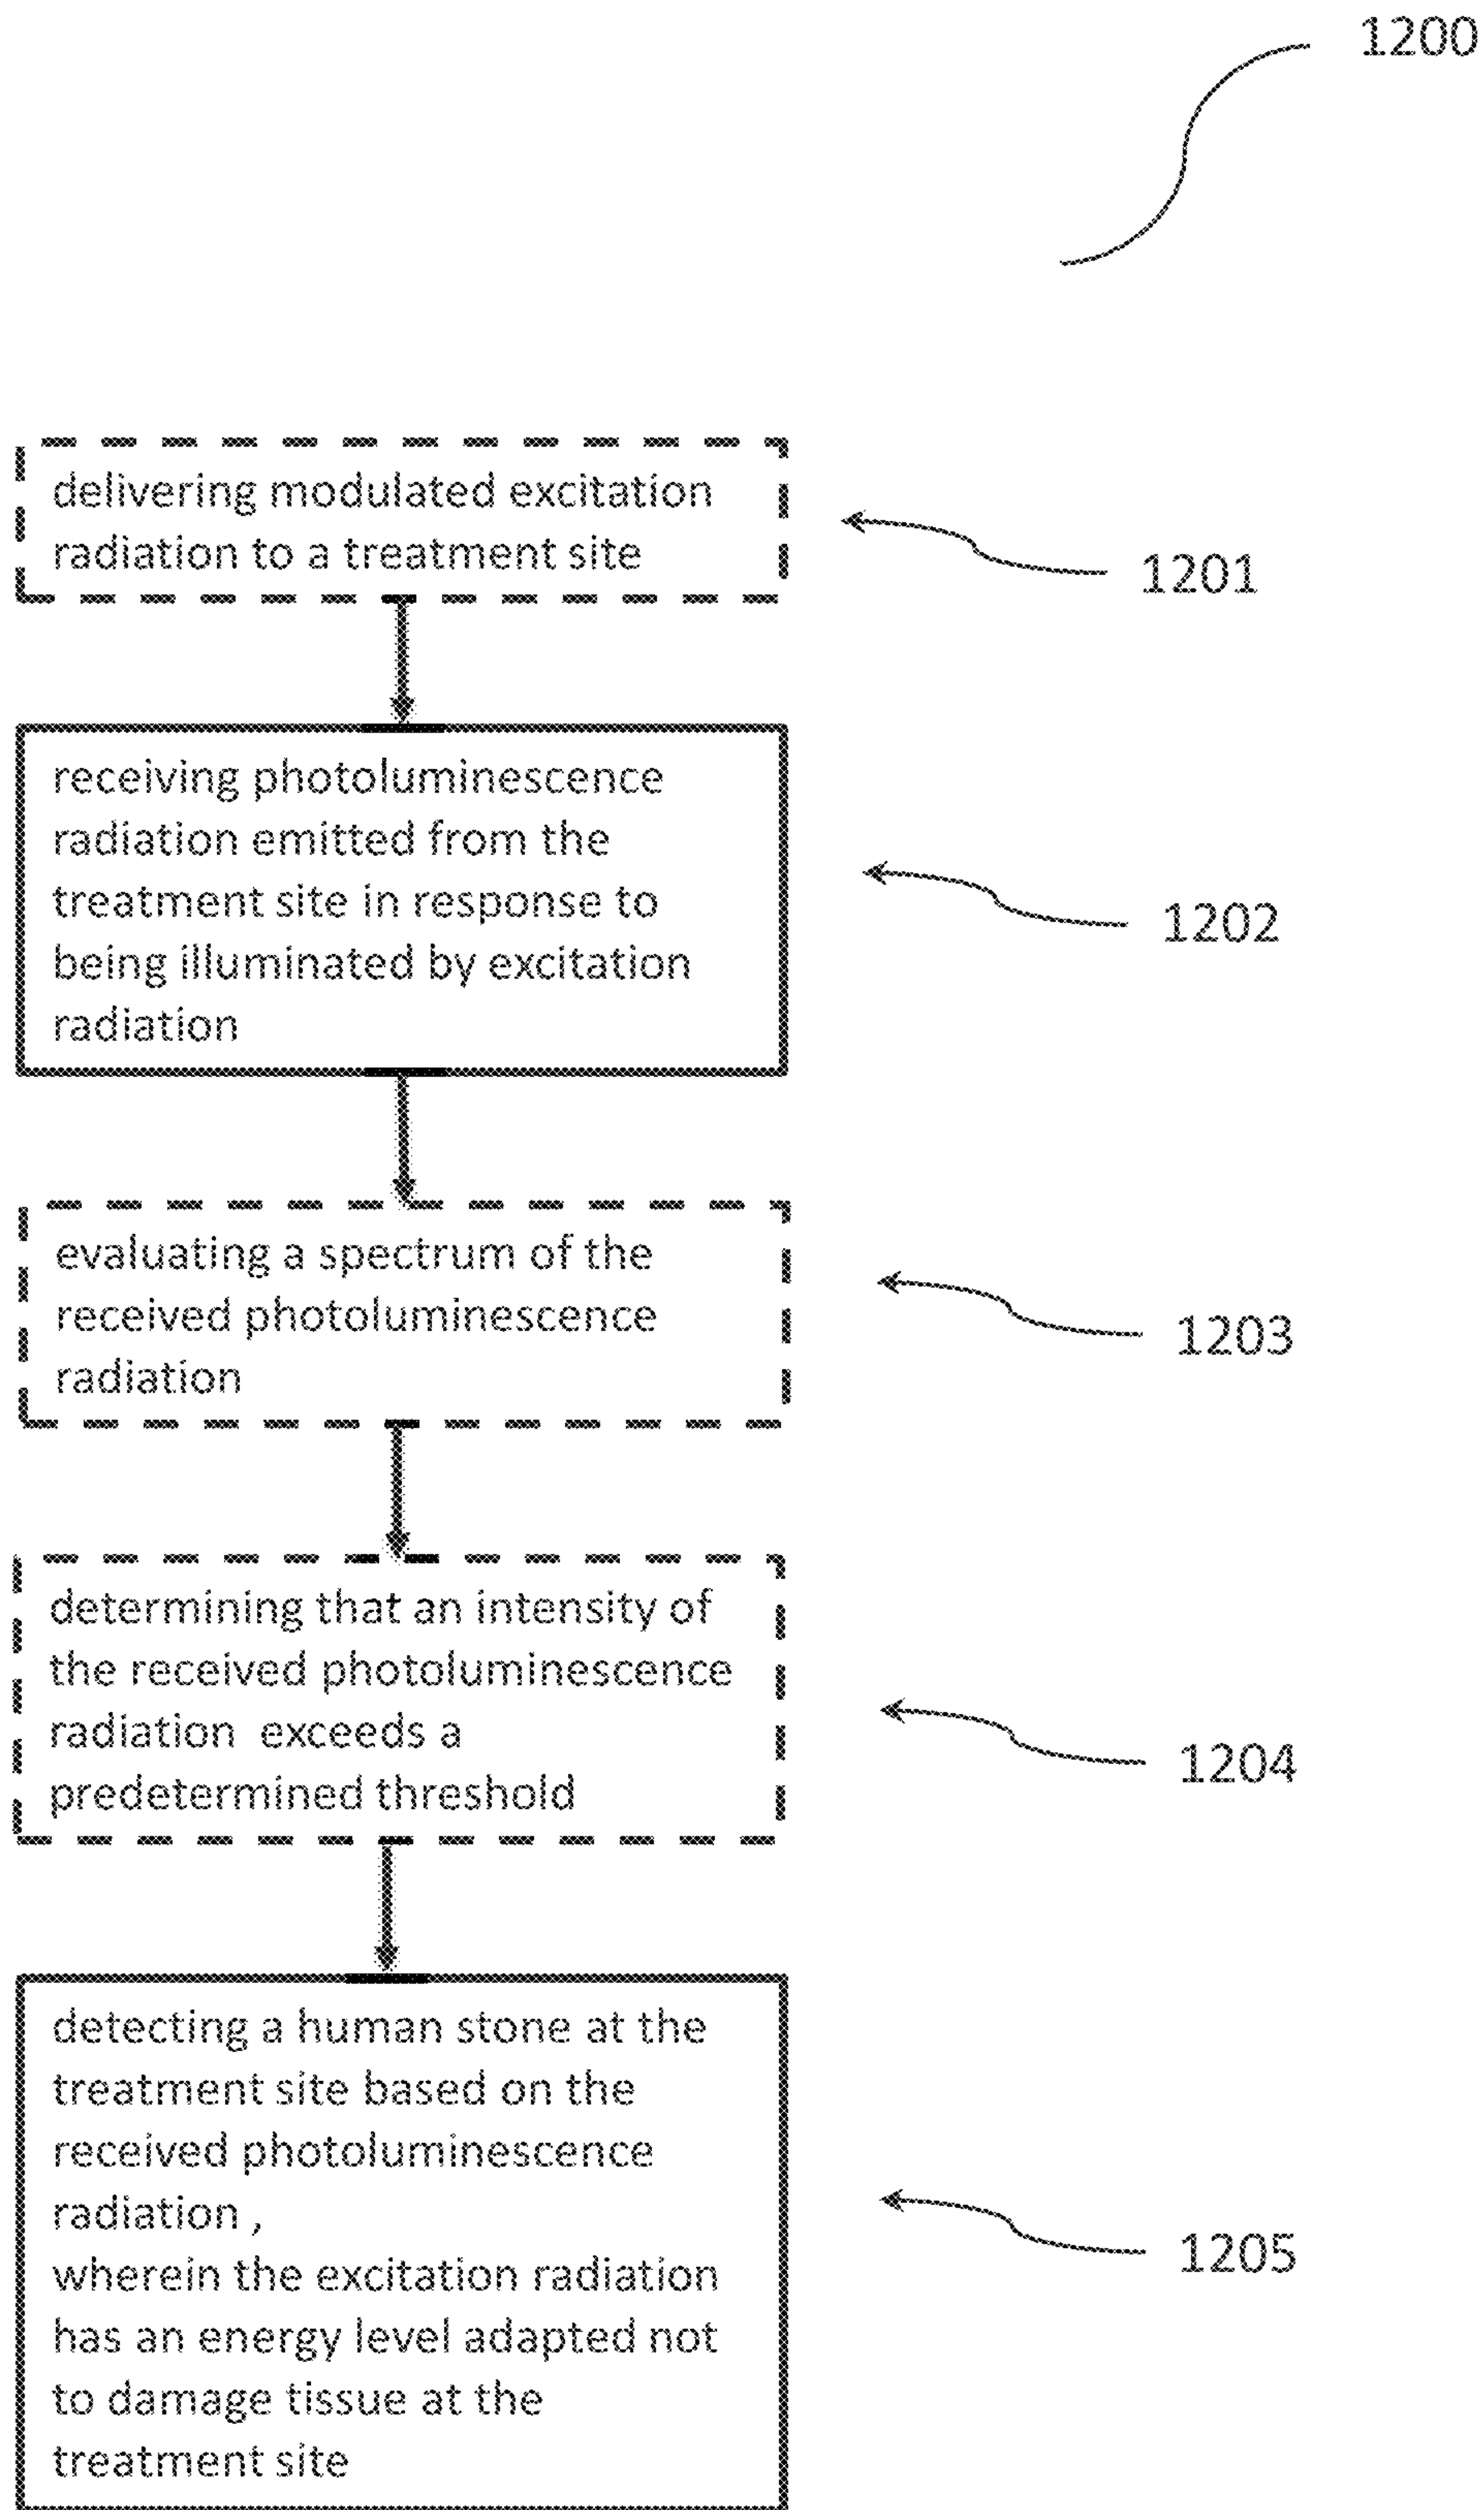 1200
delivering modulated excitation
radiation to a treatment site
1201
receiving photoluminescence
radiation emitted from the
treatment site in response to
being illuminated by excitation
radiation
1202
evaluating a spectrum of the
received photoluminescence
radiation
1203
determining that an intensity of
the received photoluminescence
radiation exceeds a
predetermined threshold
1204
detecting a human stone at the
treatment site based on the
received photoluminescence
radiation ,
wherein the excitation radiation
has an energy level adapted not
to damage tissue at the
treatment site
1205